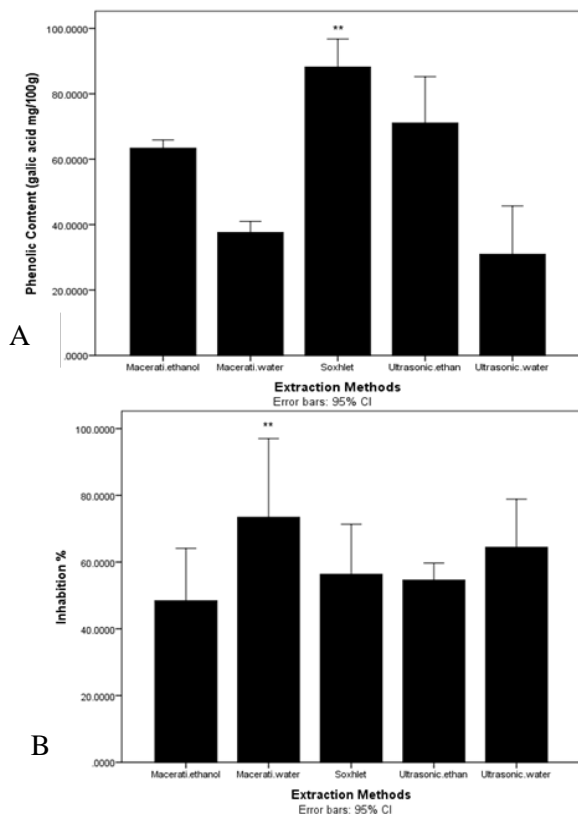 **
100.0000
80.0000
60.0000
40.0000
20.0000
.0000
Phenolic Content (galic acid mg/100g)
A
Macerati.ethanol Macerati.water Soxhlet Ultrasonic.ethan Ultrasonic.water
Extraction Methods
Error bars: 95% CI
**
100.0000
80.0000
60.0000
40.0000
20.0000
.0000
Inhabition %
B
Macerati.ethanol Macerati.water Soxhlet Ultrasonic.ethan Ultrasonic.water
Extraction Methods
Error bars: 95% CI